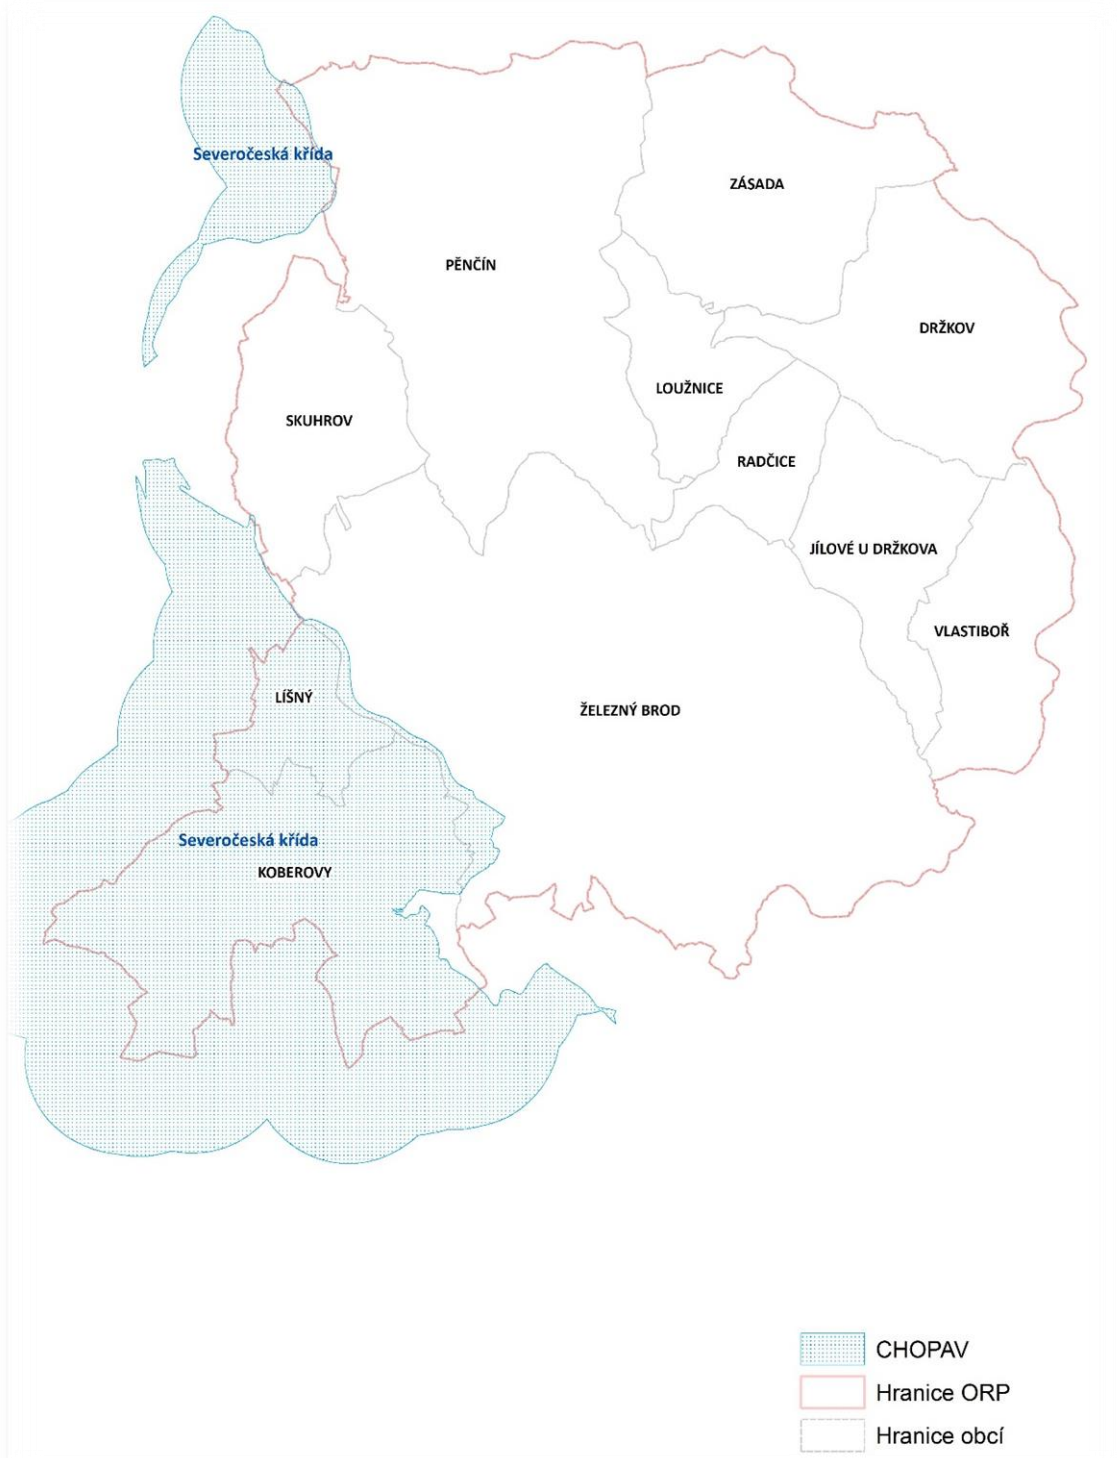 Severočeská křída
ZÁSADA
PĚNČÍN
DRŽKOV
LOUŽNICE
SKUHROV
RADČICE
JÍLOVÉ U DRŽKOVA
VLASTIBOŘ
LÍŠNÝ
ŽELEZNÝ BROD
Severočeská křída
KOBEROVY
CHOPAV
Hranice ORP
Hranice obcí